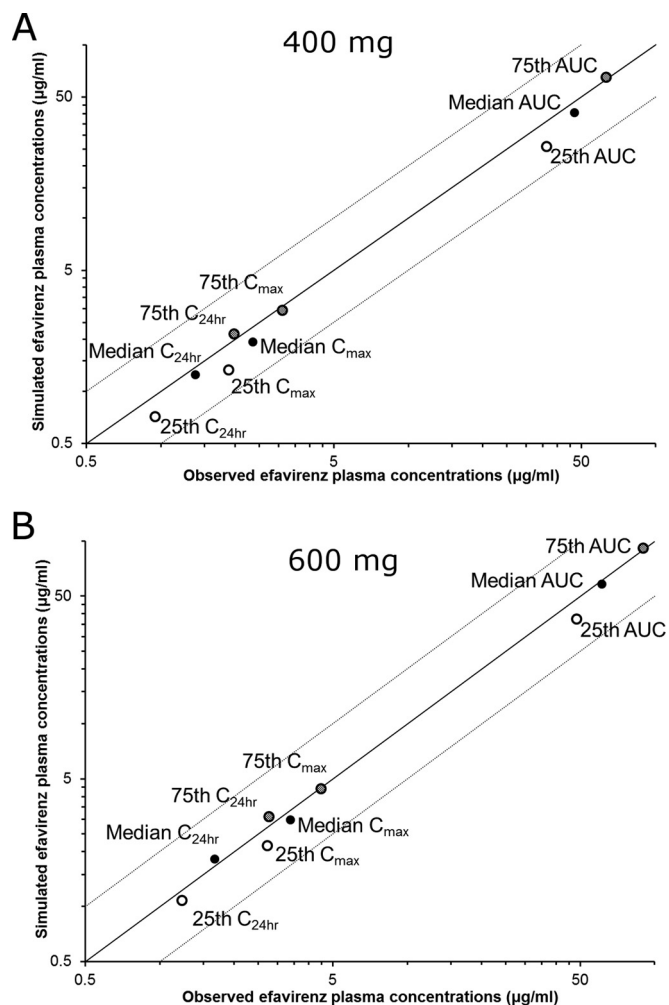 A
400 mg
Simulated efavirenz plasma concentrations (µg/ml)
50
5
0.5
75th AUC
Median AUC
25th AUC
75th Cmax
75th C24hr
Median C24hr
Median Cmax
25th Cmax
25th C24hr
0.5
5
50
Observed efavirenz plasma concentrations (µg/ml)
B
600 mg
Simulated efavirenz plasma concentrations (µg/ml)
50
5
0.5
75th AUC
Median AUC
25th AUC
75th Cmax
75th C24hr
Median C24hr
Median Cmax
25th Cmax
25th C24hr
0.5
5
50
Observed efavirenz plasma concentrations (µg/ml)